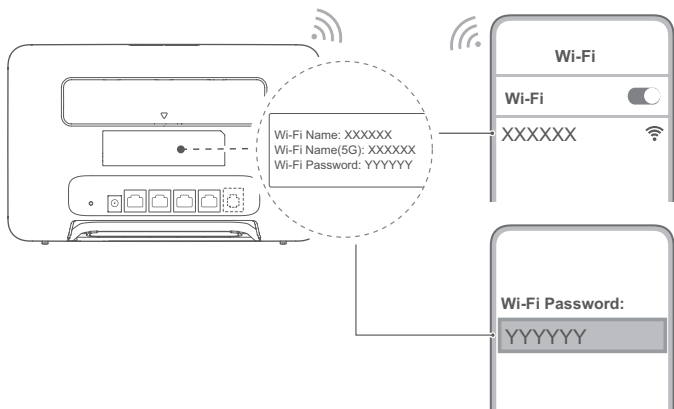 Wi-Fi Name: XXXXXX
Wi-Fi Name(5G): XXXXXX
Wi-Fi Password: YYYYYY
Wi-Fi
Wi-Fi
XXXXXX
Wi-Fi Password:
YYYYYY